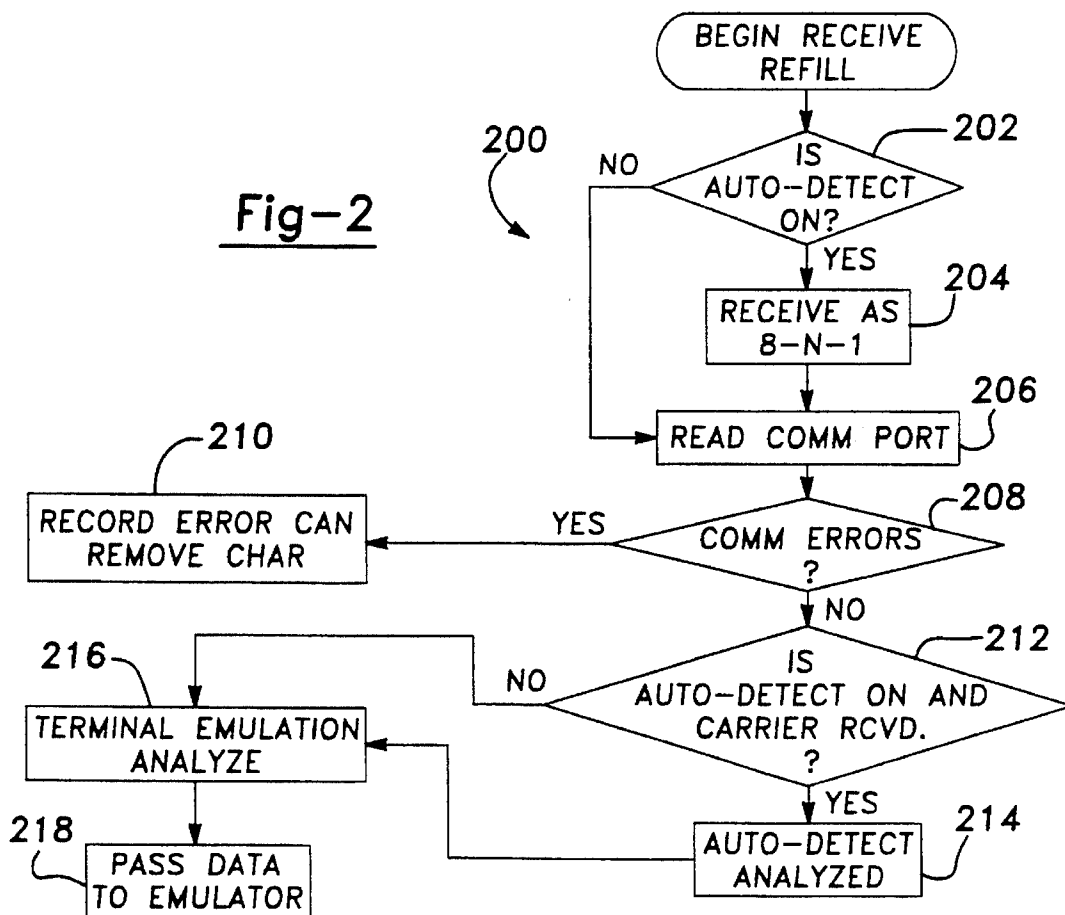 BEGIN RECEIVE
REFILL
202
200
NO
IS
AUTO-DETECT
ON?
Fig-2
YES
204
RECEIVE AS
8-N-1
206
READ COMM PORT
210
208
RECORD ERROR CAN
REMOVE CHAR
YES
COMM ERRORS
?
NO
212
216
NO
IS
AUTO-DETECT ON AND
CARRIER RCVD.
?
TERMINAL EMULATION
ANALYZE
YES
214
218
AUTO-DETECT
ANALYZED
PASS DATA
TO EMULATOR